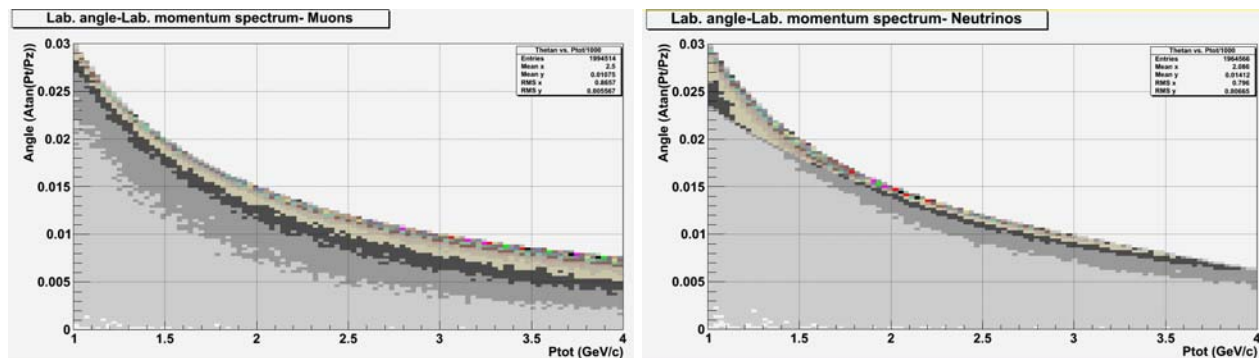 Lab. angle-Lab. momentum spectrum- Muons
Thetan vs. Ptot/1000
Entries 1994514
Mean x 2.5
Mean y 0.01075
RMS x 0.8657
RMS y 0.005567
Angle (Atan(Pt/Pz))
0.03
0.025
0.02
0.015
0.01
0.005
0
1 1.5 2 2.5 3 3.5 4
Ptot (GeV/c)
Lab. angle-Lab. momentum spectrum- Neutrinos
Thetan vs. Ptot/1000
Entries 1964566
Mean x 2.086
Mean y 0.01412
RMS x 0.796
RMS y 0.00665
Angle (Atan(Pt/Pz))
0.03
0.025
0.02
0.015
0.01
0.005
0
1 1.5 2 2.5 3 3.5 4
Ptot (GeV/c)